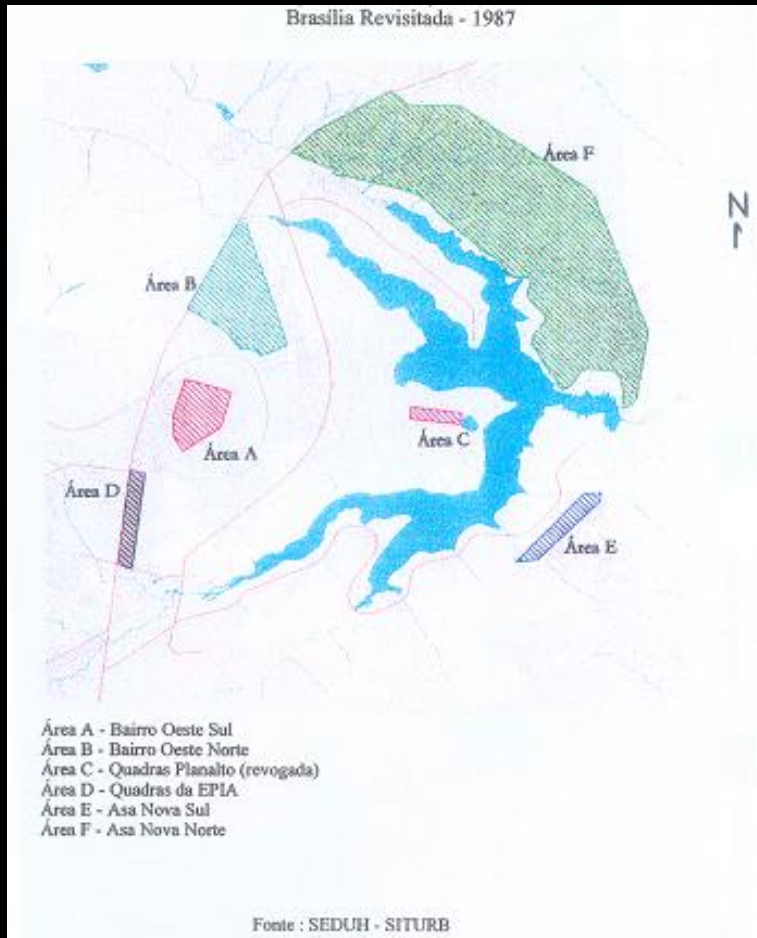 Brasília Revisitada - 1987
Área F
N
Área B
Área A
Área C
Área D
Área E
Área A - Bairro Oeste Sul
Área B - Bairro Oeste Norte
Área C - Quadras Planalto (revogada)
Área D - Quadras da EPIA
Área E - Asa Nova Sul
Área F - Asa Nova Norte
Fonte : SEDUH - SITURB